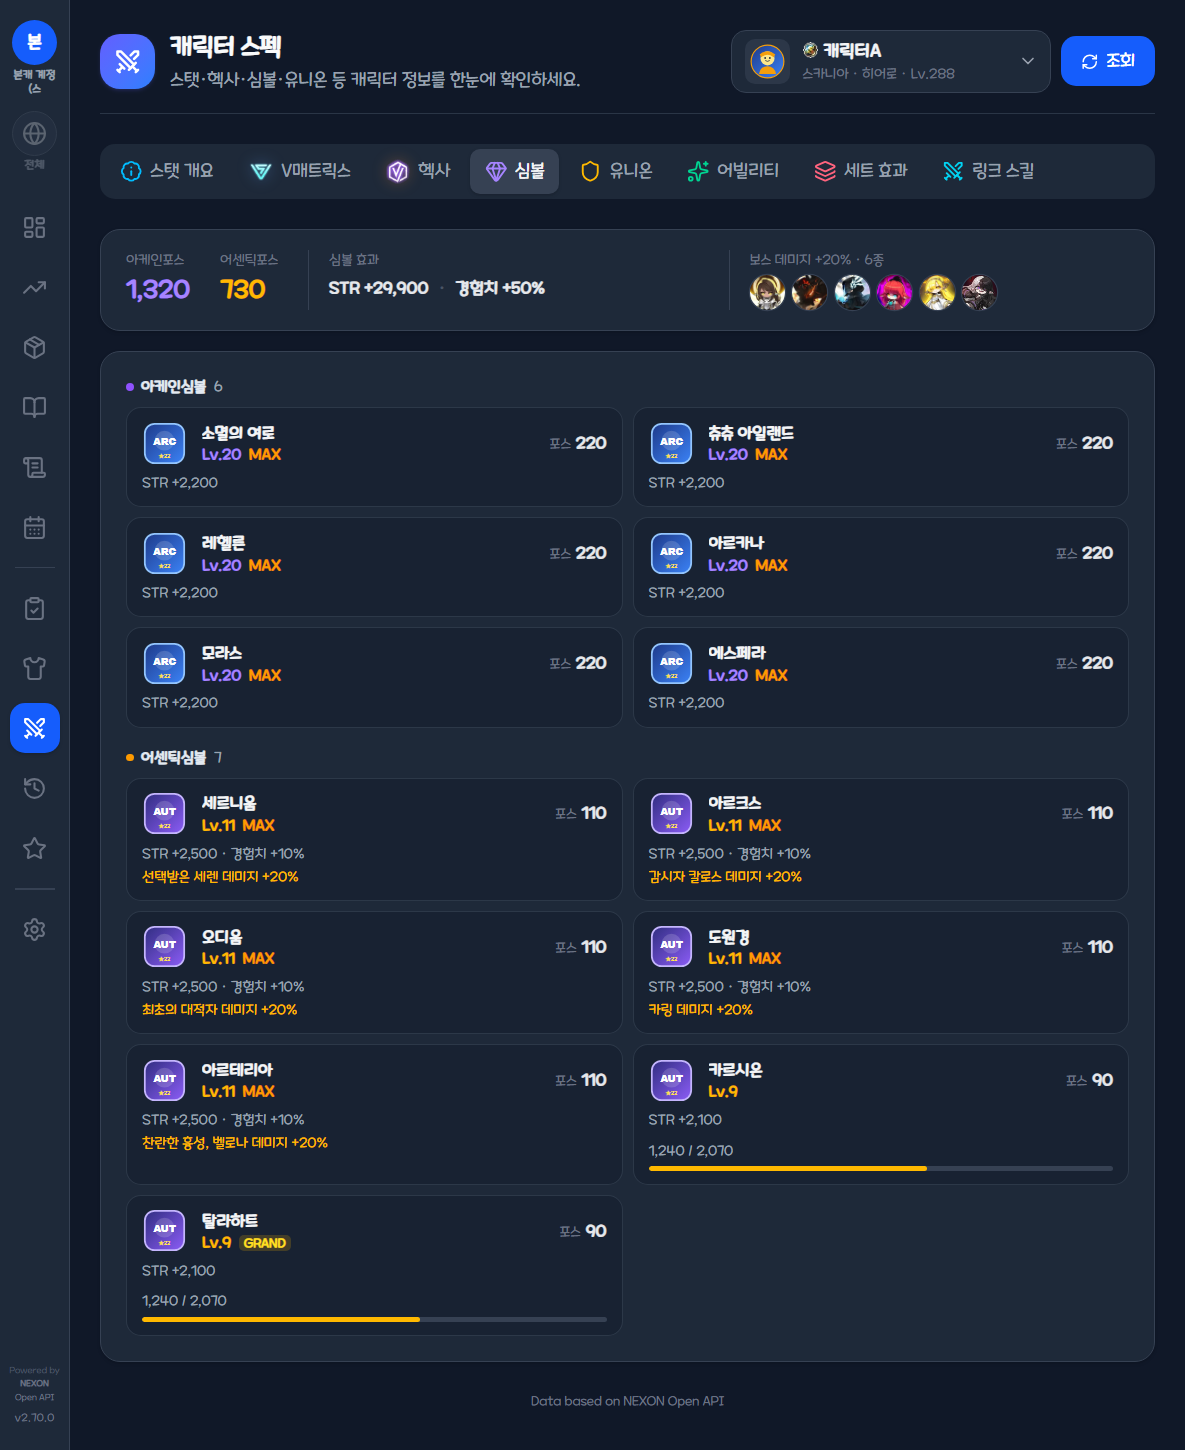 본
본캐 계정
(스
전체
Powered by
NEXON
Open API
v2.70.0
캐릭터 스펙
스탯·헥사·심볼·유니온 등 캐릭터 정보를 한눈에 확인하세요.
캐릭터A
스카니아 · 히어로 · Lv.288
조회
스탯 개요
V매트릭스
헥사
심볼
유니온
어빌리티
세트 효과
링크 스킬
아케인포스
1,320
어센틱포스
730
심볼 효과
STR +29,900 · 경험치 +50%
보스 데미지 +20% · 6종
아케인심볼 6
ARC
★22
소멸의 여로
Lv.20 MAX
포스 220
STR +2,200
ARC
★22
츄츄 아일랜드
Lv.20 MAX
포스 220
STR +2,200
ARC
★22
레헬른
Lv.20 MAX
포스 220
STR +2,200
ARC
★22
아르카나
Lv.20 MAX
포스 220
STR +2,200
ARC
★22
모라스
Lv.20 MAX
포스 220
STR +2,200
ARC
★22
에스페라
Lv.20 MAX
포스 220
STR +2,200
어센틱심볼 7
AUT
★22
세르니움
Lv.11 MAX
포스 110
STR +2,500 · 경험치 +10%
선택받은 세렌 데미지 +20%
AUT
★22
아르크스
Lv.11 MAX
포스 110
STR +2,500 · 경험치 +10%
감시자 칼로스 데미지 +20%
AUT
★22
오디움
Lv.11 MAX
포스 110
STR +2,500 · 경험치 +10%
최초의 대적자 데미지 +20%
AUT
★22
도원경
Lv.11 MAX
포스 110
STR +2,500 · 경험치 +10%
카링 데미지 +20%
AUT
★22
아르테리아
Lv.11 MAX
포스 110
STR +2,500 · 경험치 +10%
찬란한 흉성, 벨로나 데미지 +20%
AUT
★22
카르시온
Lv.9
포스 90
STR +2,100
1,240 / 2,070
AUT
★22
탈라하트
Lv.9 GRAND
포스 90
STR +2,100
1,240 / 2,070
Data based on NEXON Open API